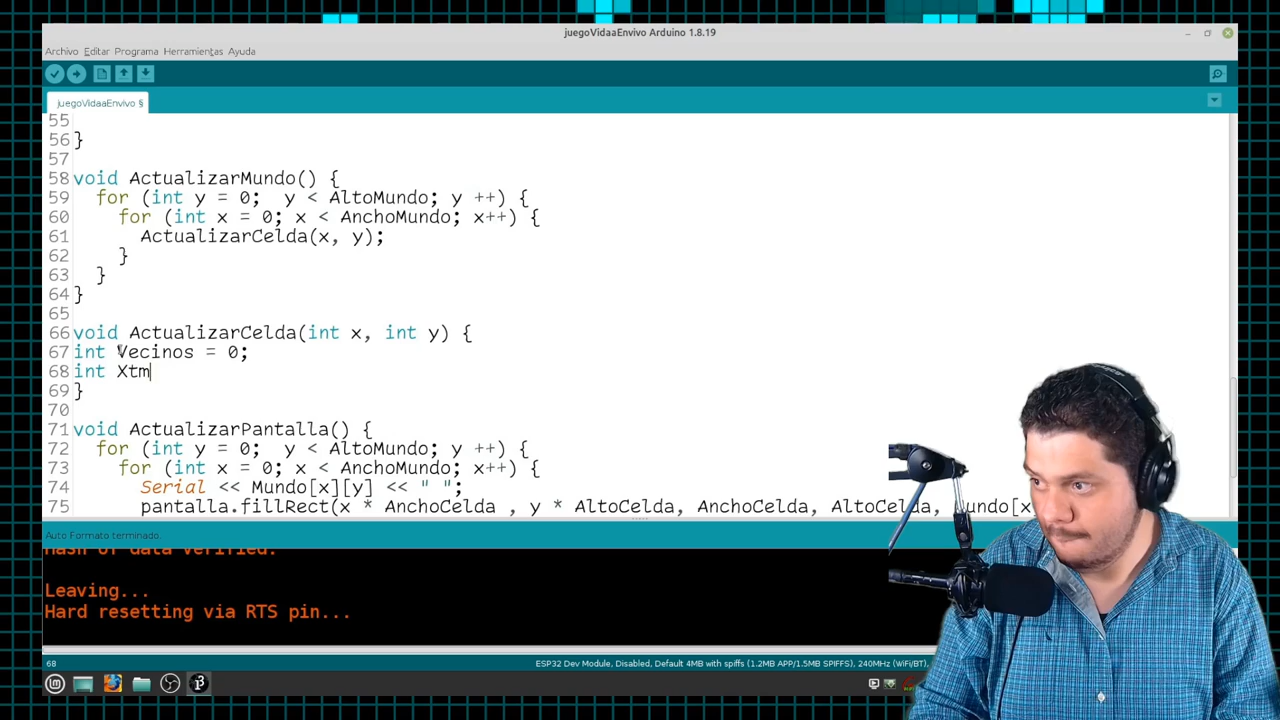 juegoVidaaEnvivo Arduino 1.8.19
Archivo Editar Programa Herramientas Ayuda
juegoVidaaEnvivo §
55
56 }
57
58 void ActualizarMundo() {
59 for (int y = 0; y < AltoMundo; y ++) {
60 for (int x = 0; x < AnchoMundo; x++) {
61 ActualizarCelda(x, y);
62 }
63 }
64 }
65
66 void ActualizarCelda(int x, int y) {
67 int Vecinos = 0;
68 int Xtm
69 }
70
71 void ActualizarPantalla() {
72 for (int y = 0; y < AltoMundo; y ++) {
73 for (int x = 0; x < AnchoMundo; x++) {
74 Serial << Mundo[x][y] << " ";
75 pantalla.fillRect(x * AnchoCelda , y * AltoCelda, AnchoCelda, AltoCelda, Mundo[x
Auto Formato terminado.
Hash of data verified.
Leaving...
Hard resetting via RTS pin...
68
ESP32 Dev Module, Disabled, Default 4MB with spiffs (1.2MB APP/1.5MB SPIFFS), 240MHz (WiFi/BT),